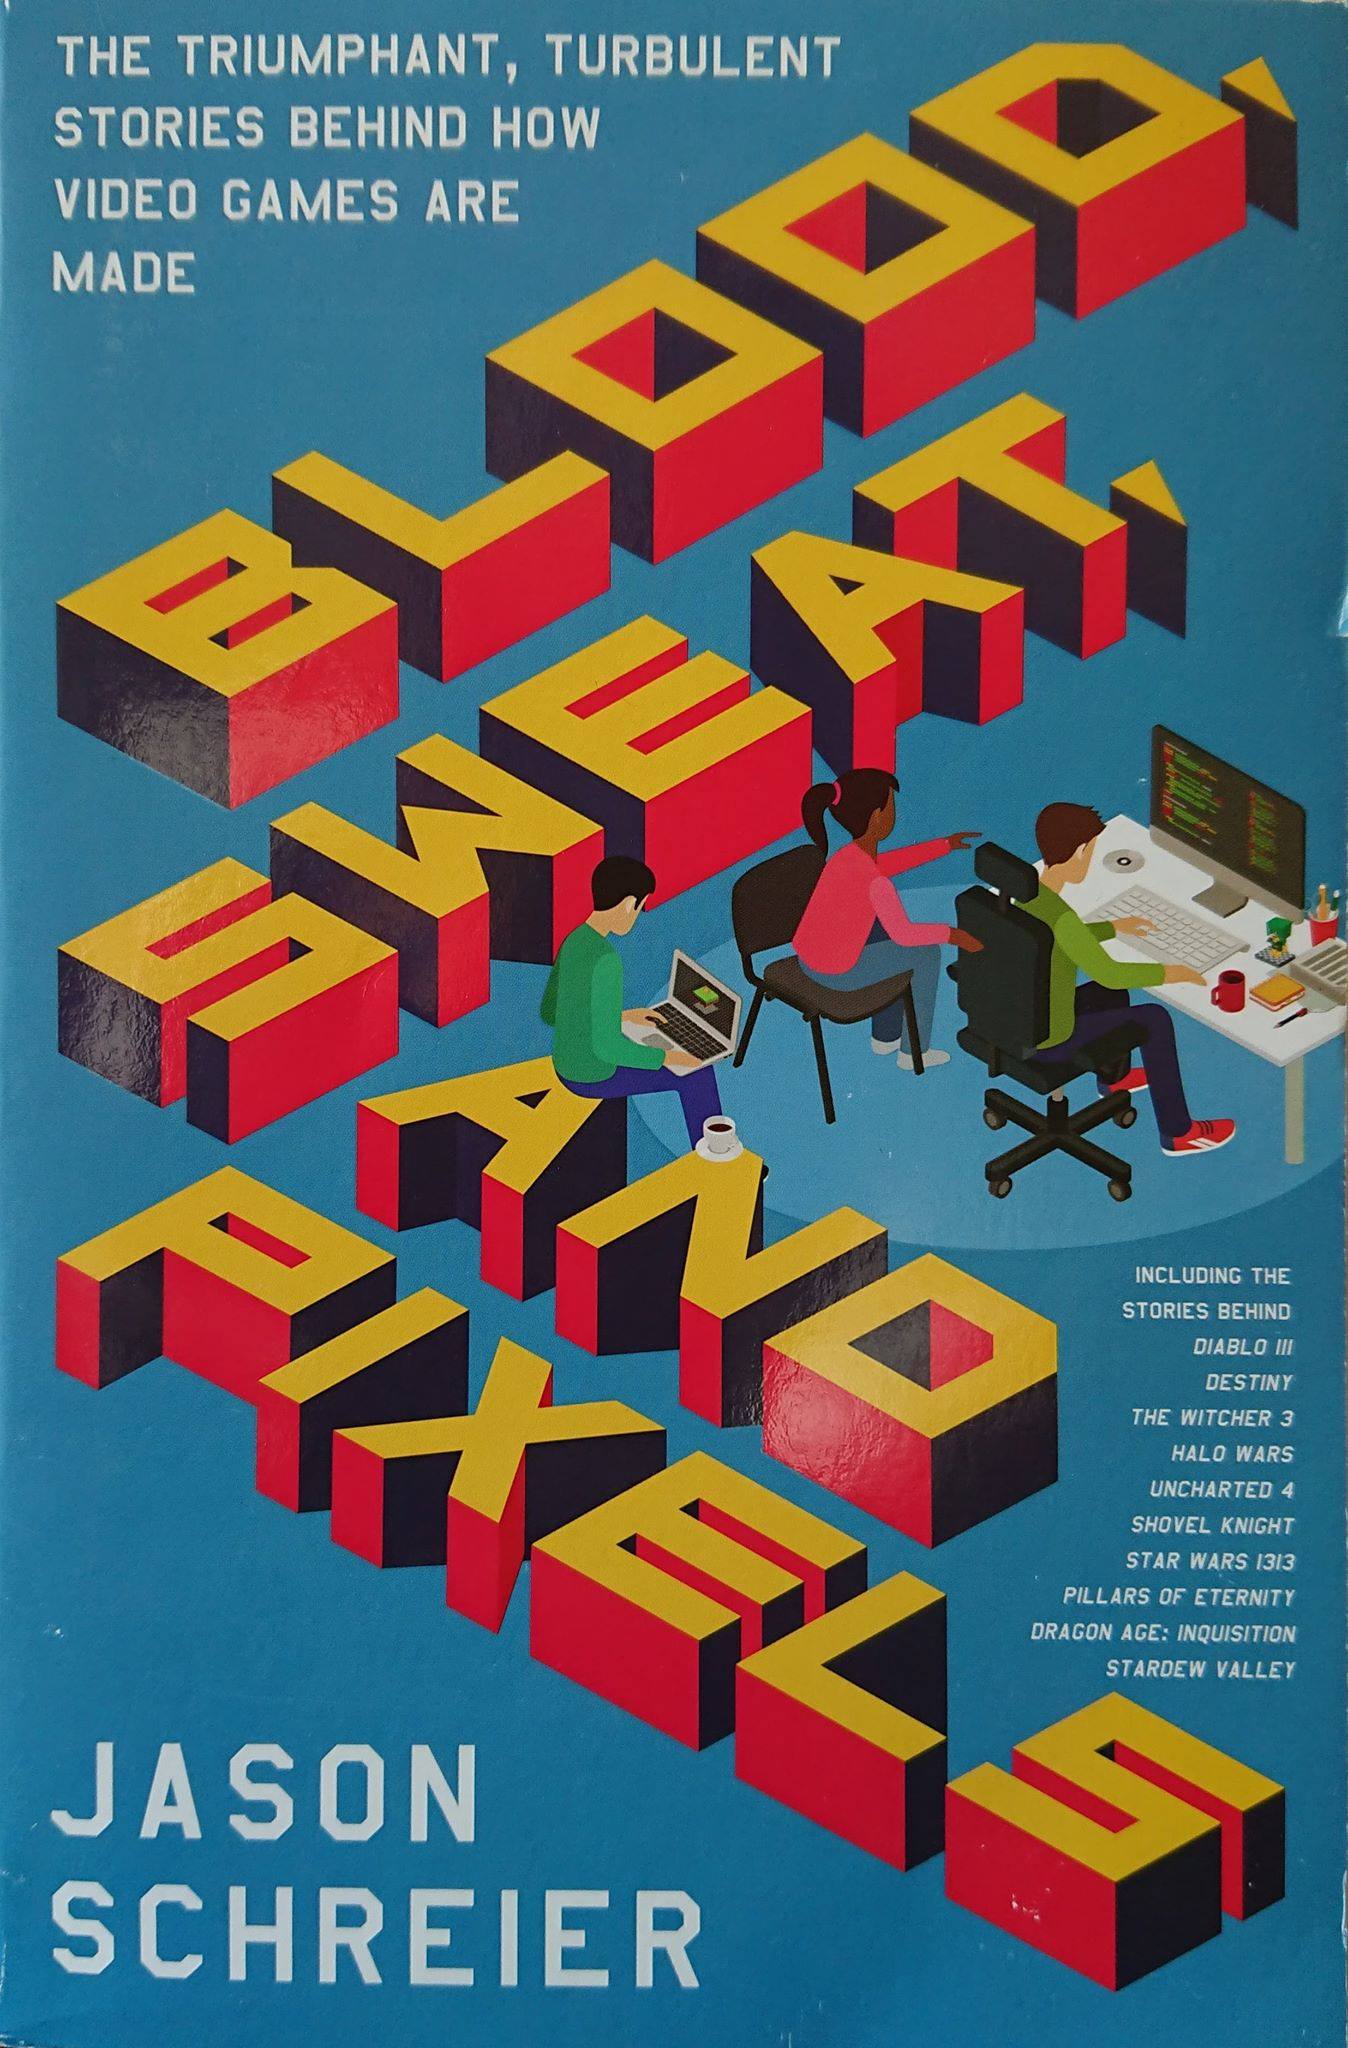 THE TRIUMPHANT, TURBULENT
STORIES BEHIND HOW
VIDEO GAMES ARE
MADE
BLOOD,
SWEAT,
AND
PIXELS
INCLUDING THE
STORIES BEHIND
DIABLO III
DESTINY
THE WITCHER 3
HALO WARS
UNCHARTED 4
SHOVEL KNIGHT
STAR WARS 1313
PILLARS OF ETERNITY
DRAGON AGE: INQUISITION
STARDEW VALLEY
JASON
SCHREIER